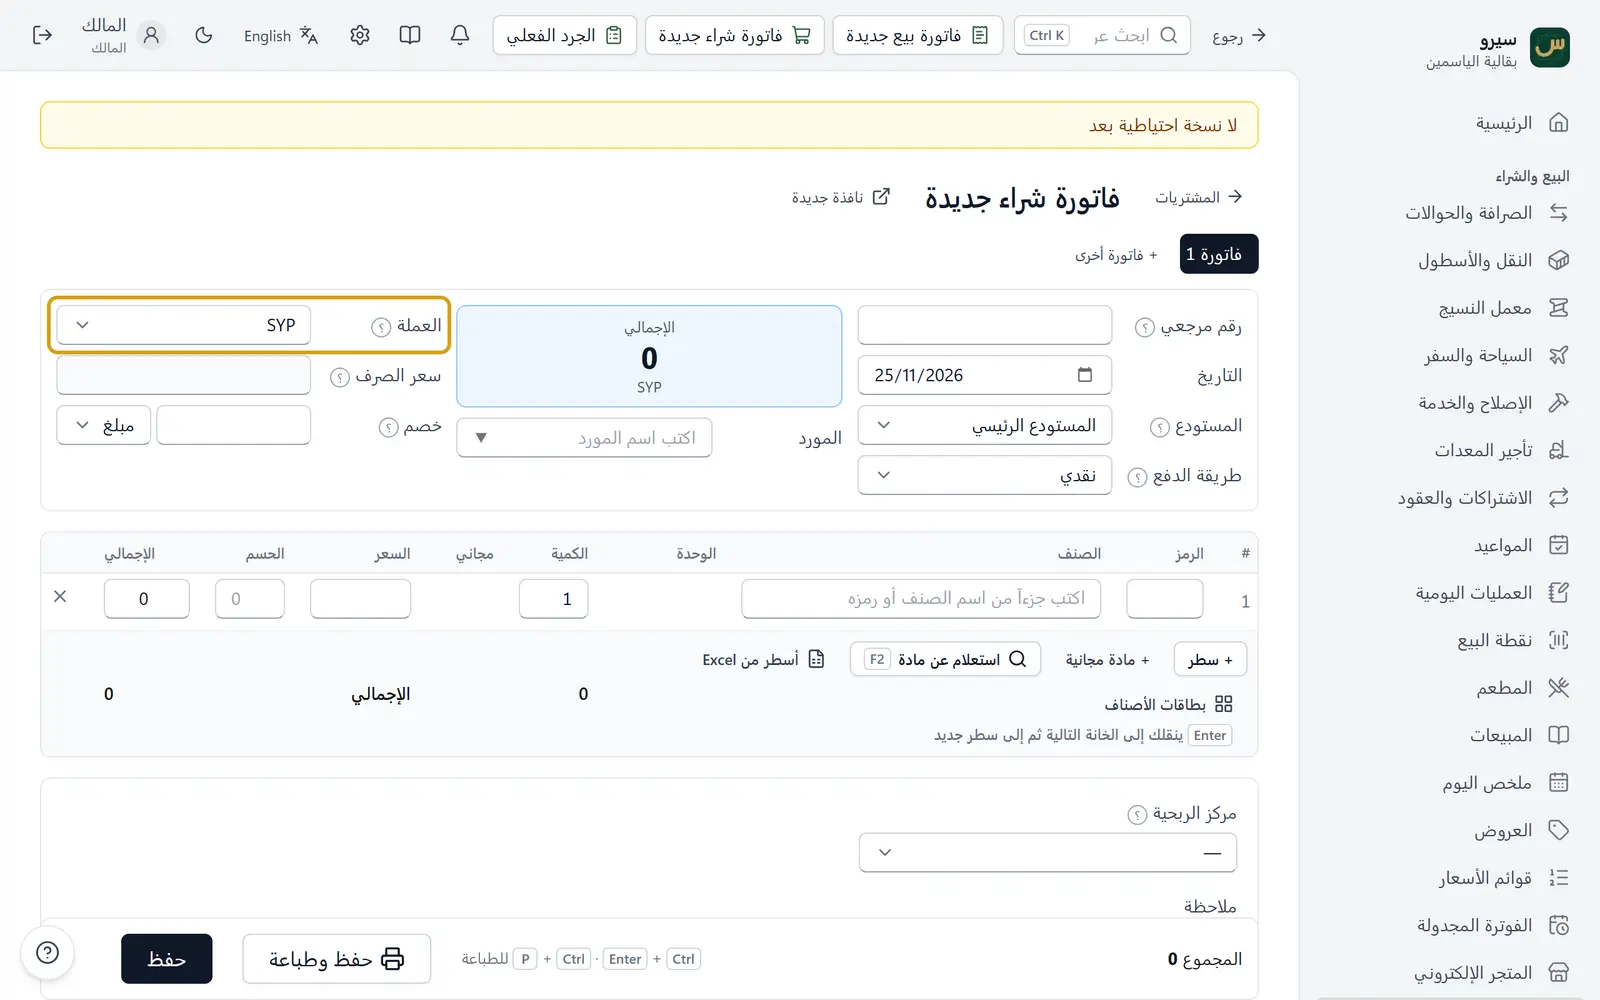 سيرو
بقالية الياسمين
الرئيسية
البيع والشراء
الصرافة والحوالات
النقل والأسطول
معمل النسيج
السياحة والسفر
الإصلاح والخدمة
تأجير المعدات
الاشتراكات والعقود
المواعيد
العمليات اليومية
نقطة البيع
المطعم
المبيعات
ملخص اليوم
العروض
قوائم الأسعار
الفوترة المجدولة
المتجر الإلكتروني
رجوع
ابحث عر Ctrl K
فاتورة بيع جديدة
فاتورة شراء جديدة
الجرد الفعلي
English
المالك
المالك
لا نسخة احتياطية بعد
المشتريات
فاتورة شراء جديدة
نافذة جديدة
فاتورة 1
+ فاتورة أخرى
رقم مرجعي ؟
التاريخ 25/11/2026
المستودع ؟ المستودع الرئيسي
طريقة الدفع ؟ نقدي
الإجمالي
0
SYP
المورد اكتب اسم المورد
العملة ؟ SYP
سعر الصرف ؟
خصم ؟ مبلغ
# الرمز الصنف الوحدة الكمية مجاني السعر الحسم الإجمالي
1 اكتب جزءاً من اسم الصنف أو رمزه 1 0 0
+ سطر + مادة مجانية استعلام عن مادة F2 أسطر من Excel
0 الإجمالي 0
بطاقات الأصناف
Enter ينقلك إلى الخانة التالية ثم إلى سطر جديد
مركز الربحية ؟
—
ملاحظة
المجموع 0
Ctrl + Enter · Ctrl + P للطباعة
حفظ وطباعة
حفظ